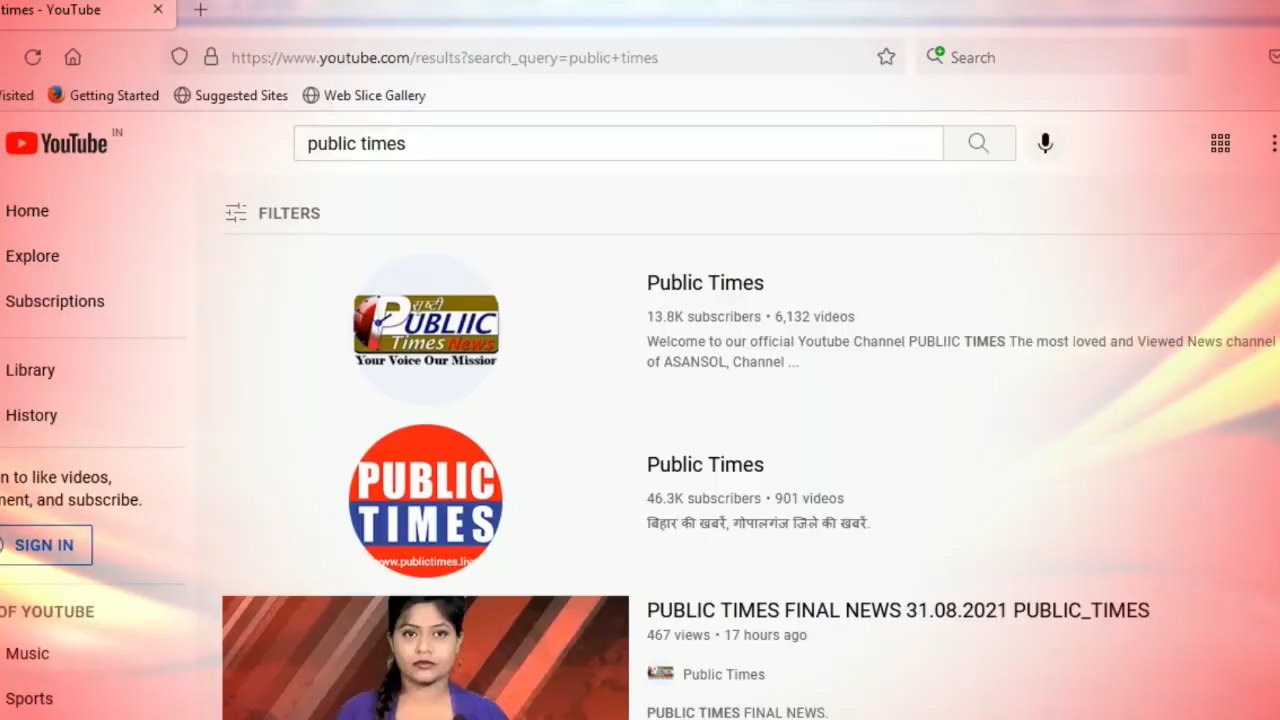 times - YouTube
https://www.youtube.com/results?search_query=public+times
Search
isited
Getting Started
Suggested Sites
Web Slice Gallery
YouTube IN
public times
Home
Explore
Subscriptions
Library
History
n to like videos,
ment, and subscribe.
SIGN IN
OF YOUTUBE
Music
Sports
FILTERS
सृष्टी
PUBLIIC
Times News
Your Voice Our Mission
Public Times
13.8K subscribers • 6,132 videos
Welcome to our official Youtube Channel PUBLIIC TIMES The most loved and Viewed News channel
of ASANSOL, Channel ...
PUBLIC
TIMES
www.publictimes.live
Public Times
46.3K subscribers • 901 videos
बिहार की खबरें, गोपालगंज जिले की खबरें.
PUBLIC TIMES FINAL NEWS 31.08.2021 PUBLIC_TIMES
467 views • 17 hours ago
Public Times
PUBLIC TIMES FINAL NEWS.